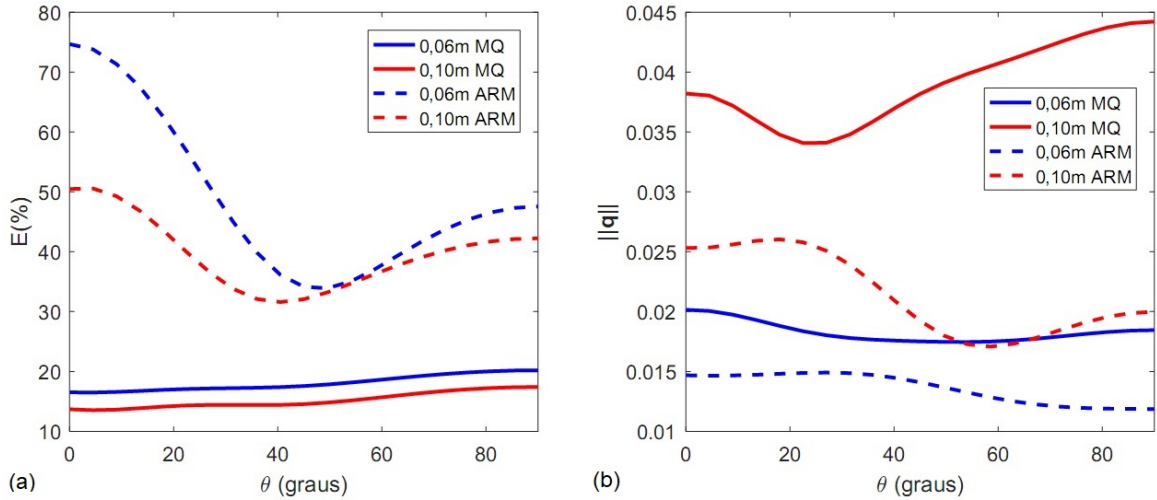 80
70
60
50
40
30
20
10
E(%)
0,06m MQ
0,10m MQ
0,06m ARM
0,10m ARM
0 20 40 60 80
θ (graus)
(a)
0.045
0.04
0.035
0.03
0.025
0.02
0.015
0.01
||q||
0,06m MQ
0,10m MQ
0,06m ARM
0,10m ARM
0 20 40 60 80
θ (graus)
(b)